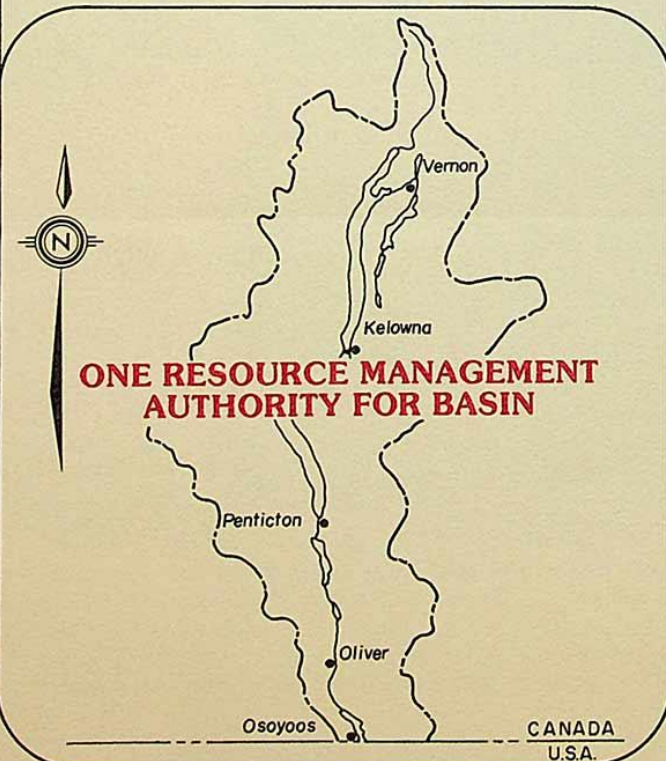 N
Vernon
Kelowna
ONE RESOURCE MANAGEMENT
AUTHORITY FOR BASIN
Penticton
Oliver
Osoyoos
CANADA
U.S.A.